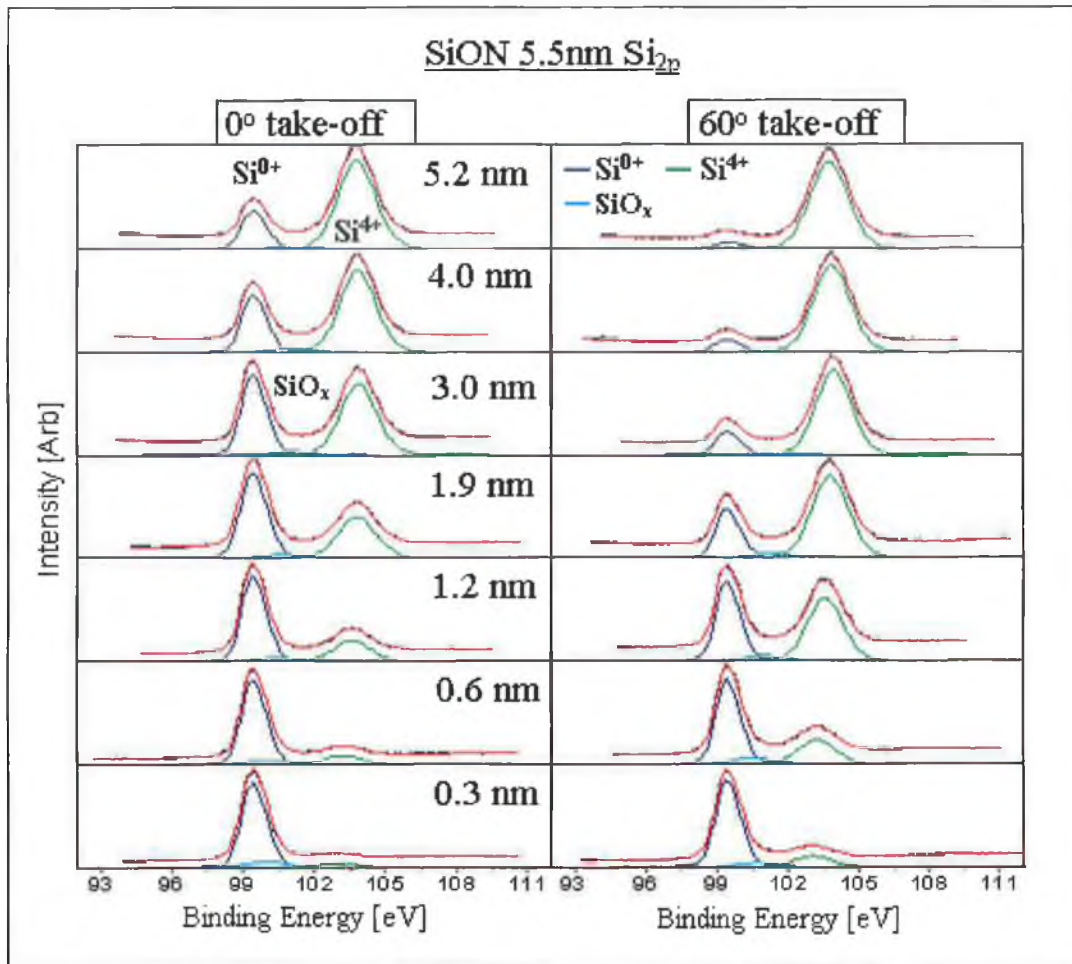 SiON 5.5nm Si2p
0° take-off
60° take-off
Si0+
Si4+
5.2 nm
Si0+
Si4+
SiOx
4.0 nm
SiOx
3.0 nm
1.9 nm
1.2 nm
0.6 nm
0.3 nm
Intensity [Arb]
93 96 99 102 105 108 111
93 96 99 102 105 108 111
Binding Energy [eV]
Binding Energy [eV]